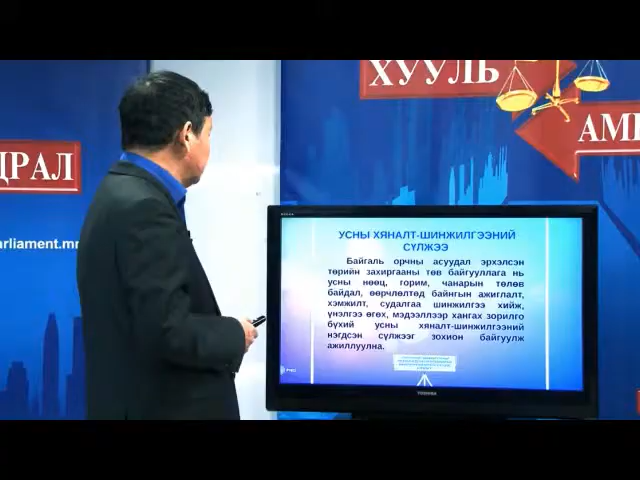 ХУУЛЬ
ДРАЛ
arliament.mn
УСНЫ ХЯНАЛТ-ШИНЖИЛГЭЭНИЙ
СҮЛЖЭЭ
Байгаль орчны асуудал эрхэлсэн
төрийн захиргааны төв байгууллага нь
усны нөөц, горим, чанарын төлөв
байдал, өөрчлөлтөд байнгын ажиглалт,
хэмжилт, судалгаа шинжилгээ хийж,
үнэлгээ өгөх, мэдээллээр хангах зорилго
бүхий усны хяналт-шинжилгээний
нэгдсэн сүлжээг зохион байгуулж
ажиллуулна.
TOSHIBA